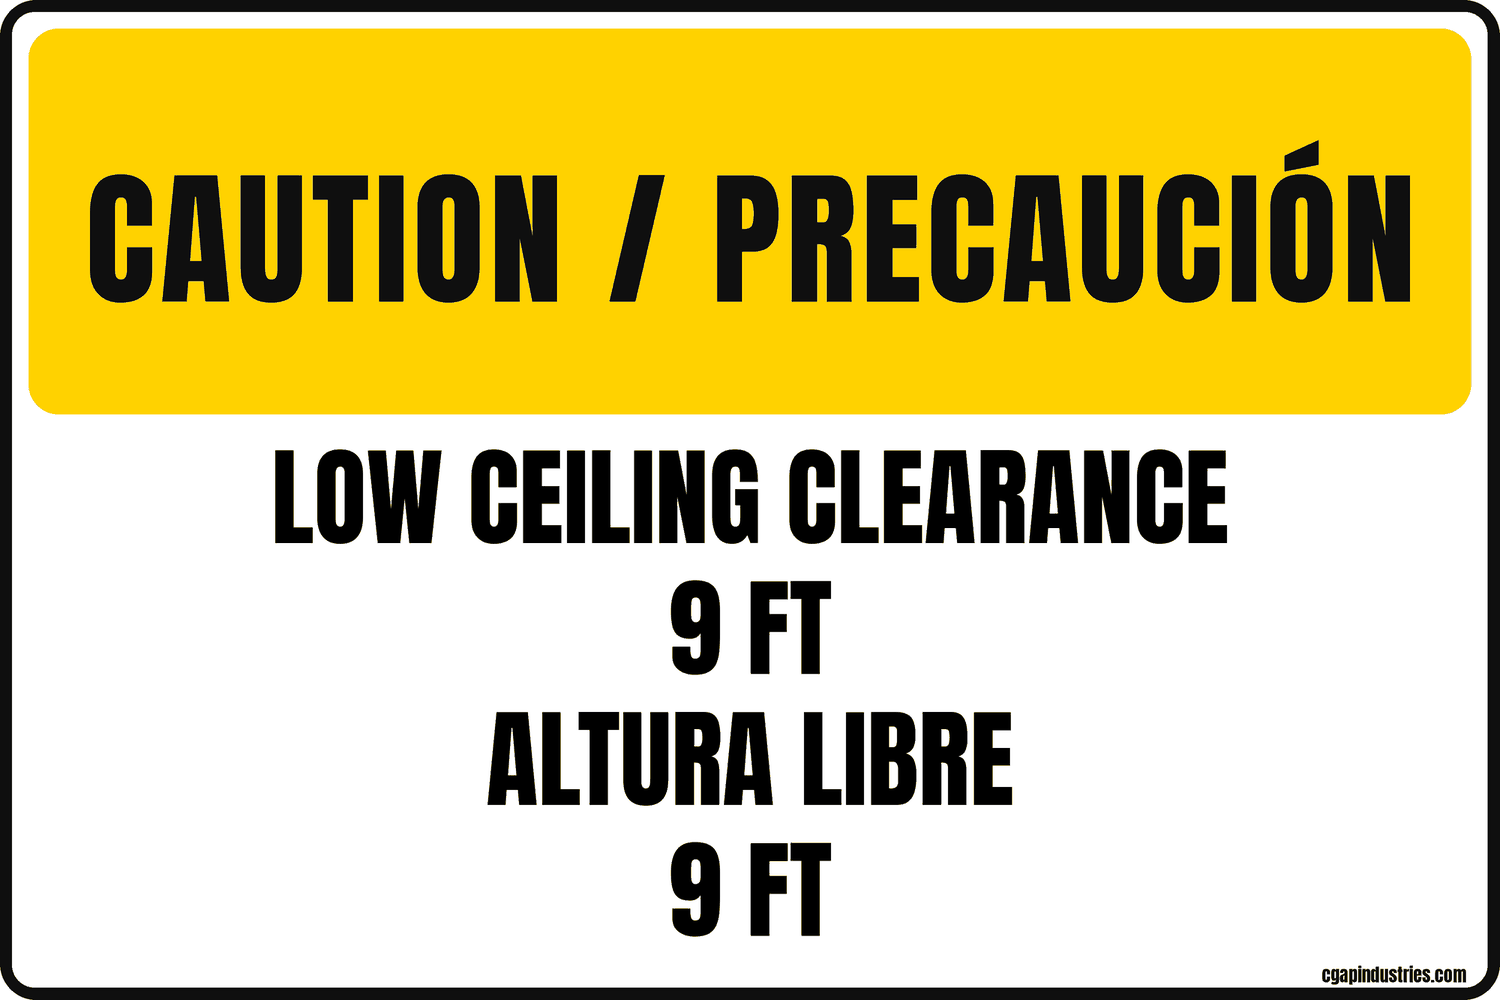 CAUTION / PRECAUCIÓN
LOW CEILING CLEARANCE
9 FT
ALTURA LIBRE
9 FT
cgapindustries.com